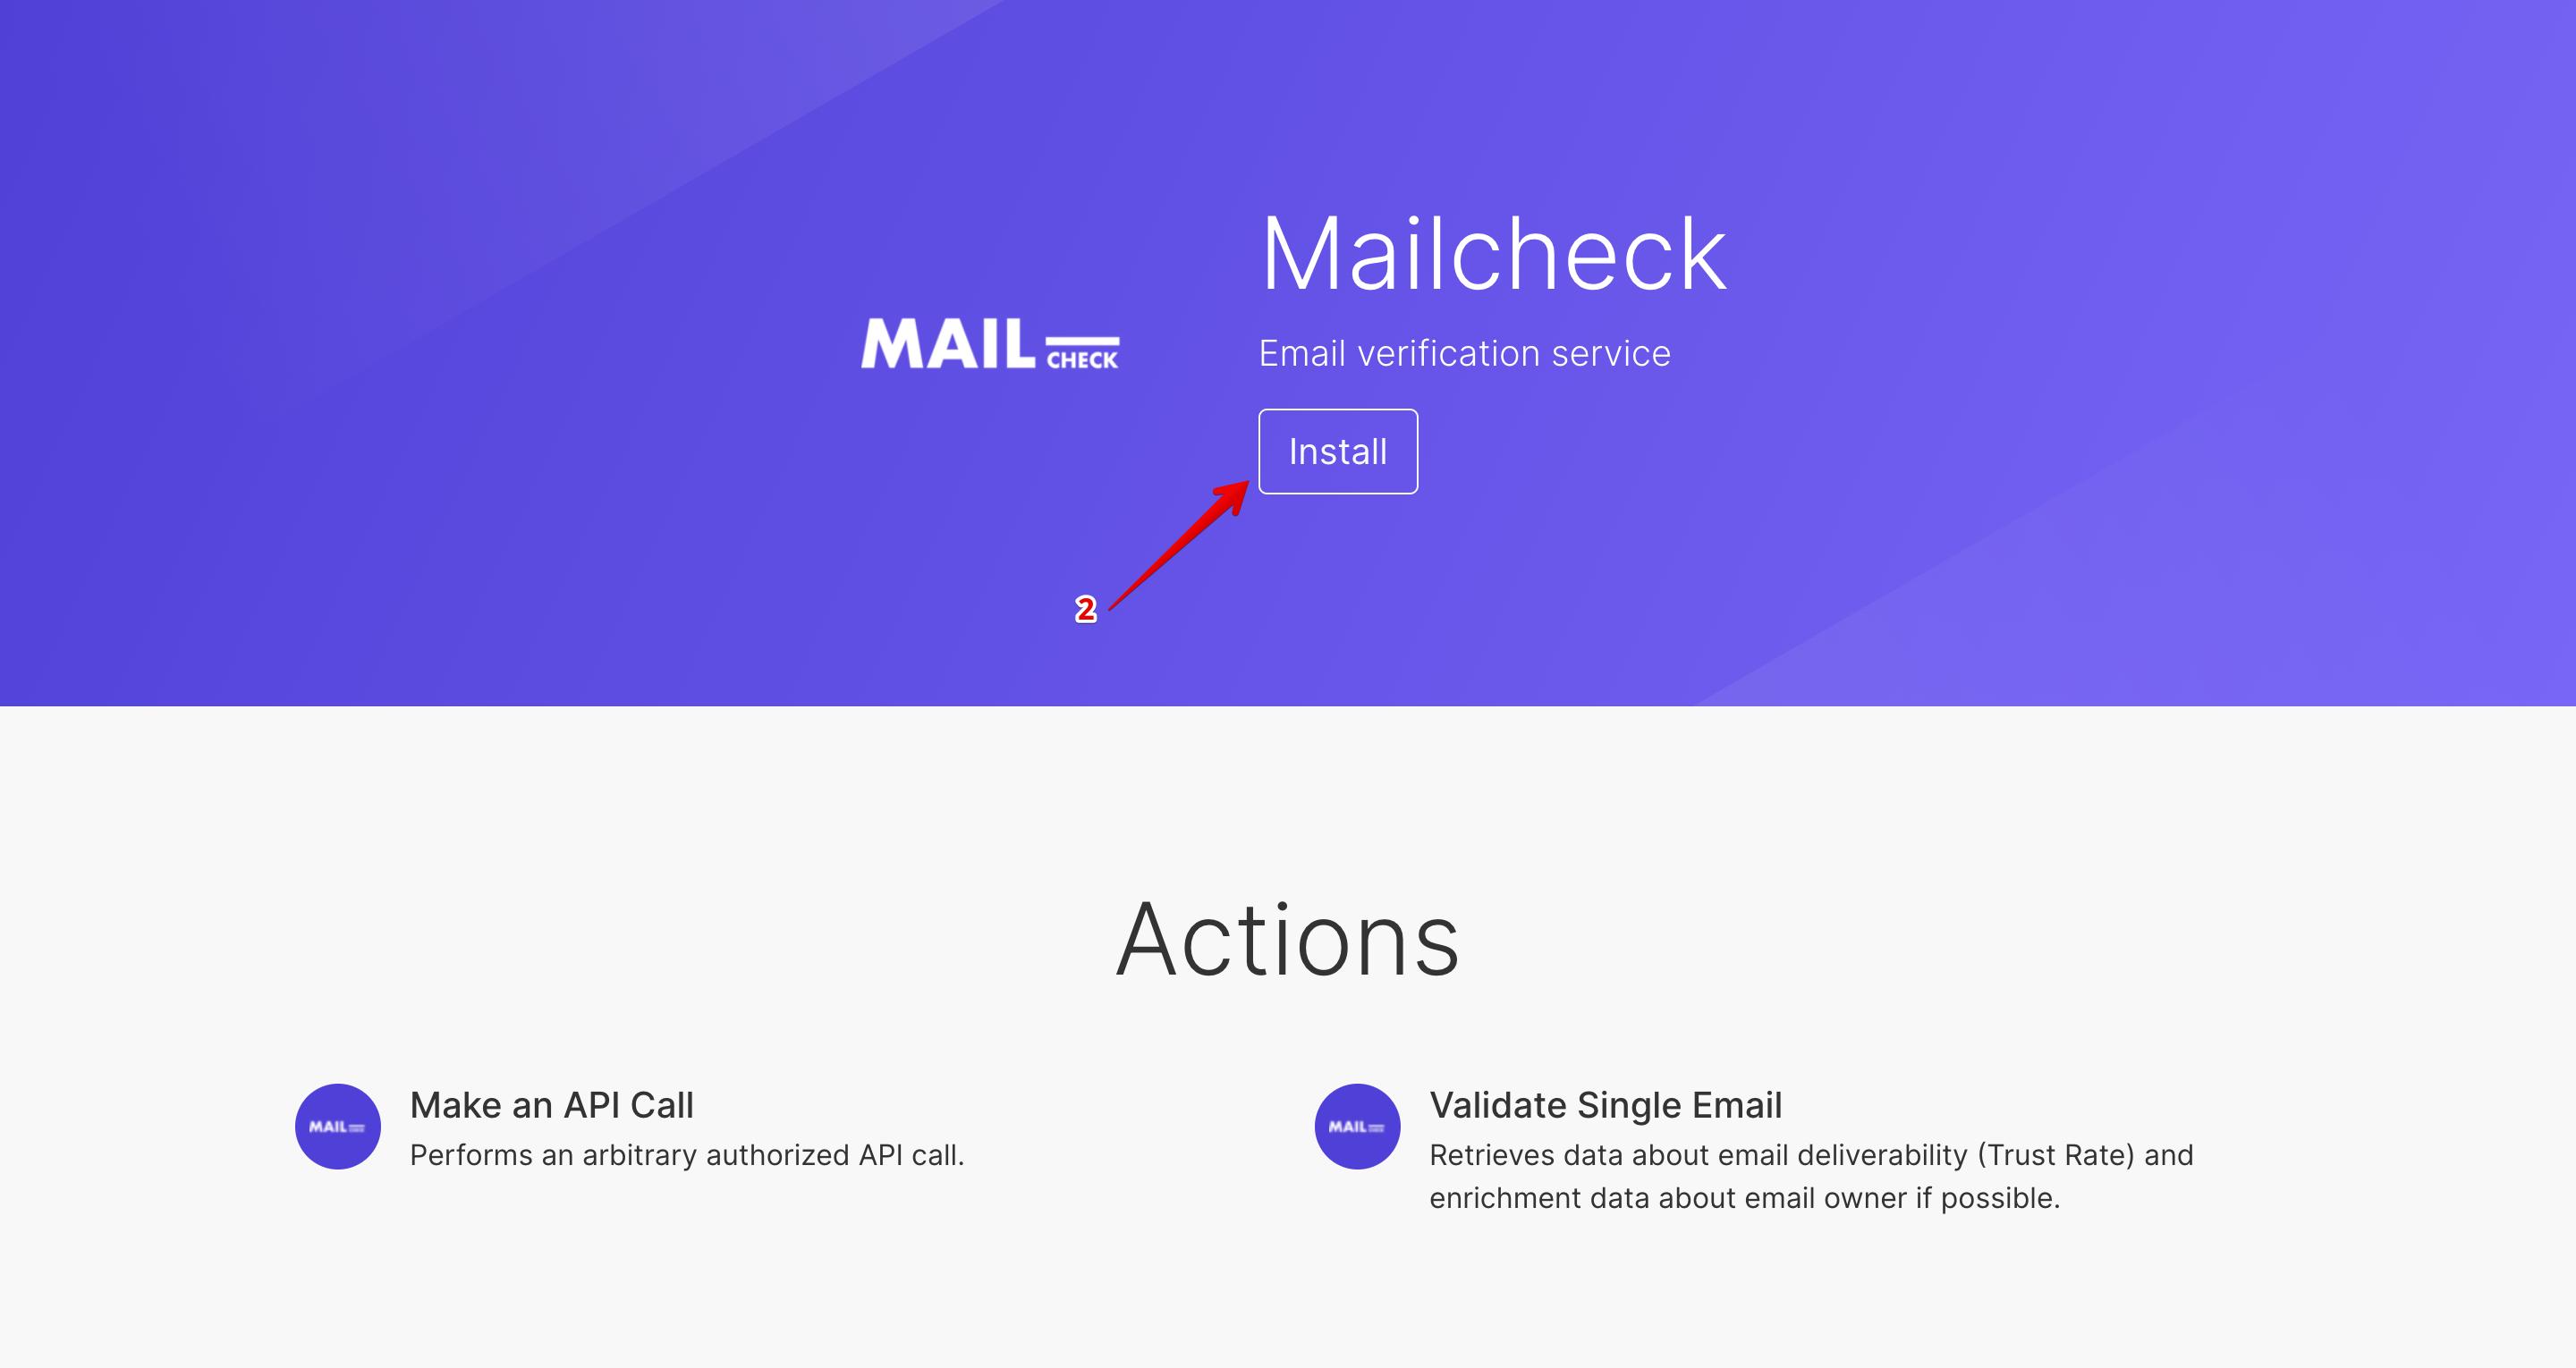 Mailcheck
MAIL CHECK
Email verification service
Install
2
Actions
MAIL
Make an API Call
Performs an arbitrary authorized API call.
MAIL
Validate Single Email
Retrieves data about email deliverability (Trust Rate) and
enrichment data about email owner if possible.